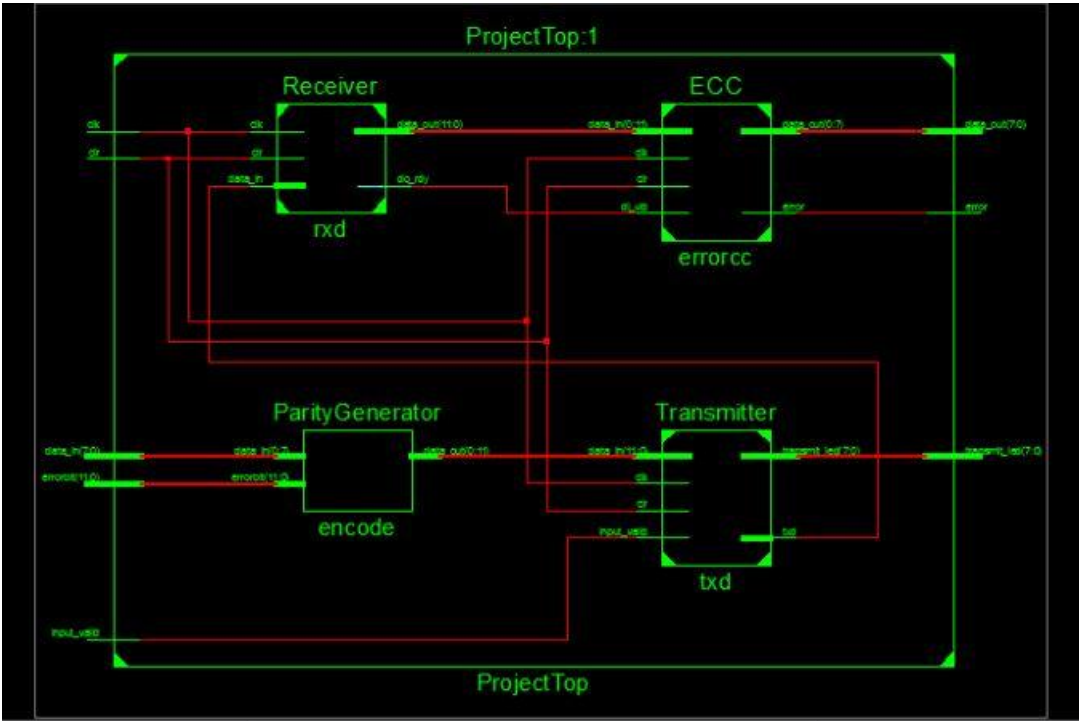 ProjectTop:1
Receiver
ECC
clk
clk
data_out(11:0)
data_in(0:11)
data_out(0:7)
data_out(7:0)
clr
clr
clk
data_in
do_rdy
clr
error
error
rxd
errorcc
ParityGenerator
Transmitter
data_in(7:0)
data_in(0:7)
data_out(0:11)
data_in(11:0)
transmit_led(7:0)
transmit_led(7:0)
errorbit(11:0)
errorbit(11:0)
clk
clr
encode
input_valid
txd
txd
input_valid
ProjectTop